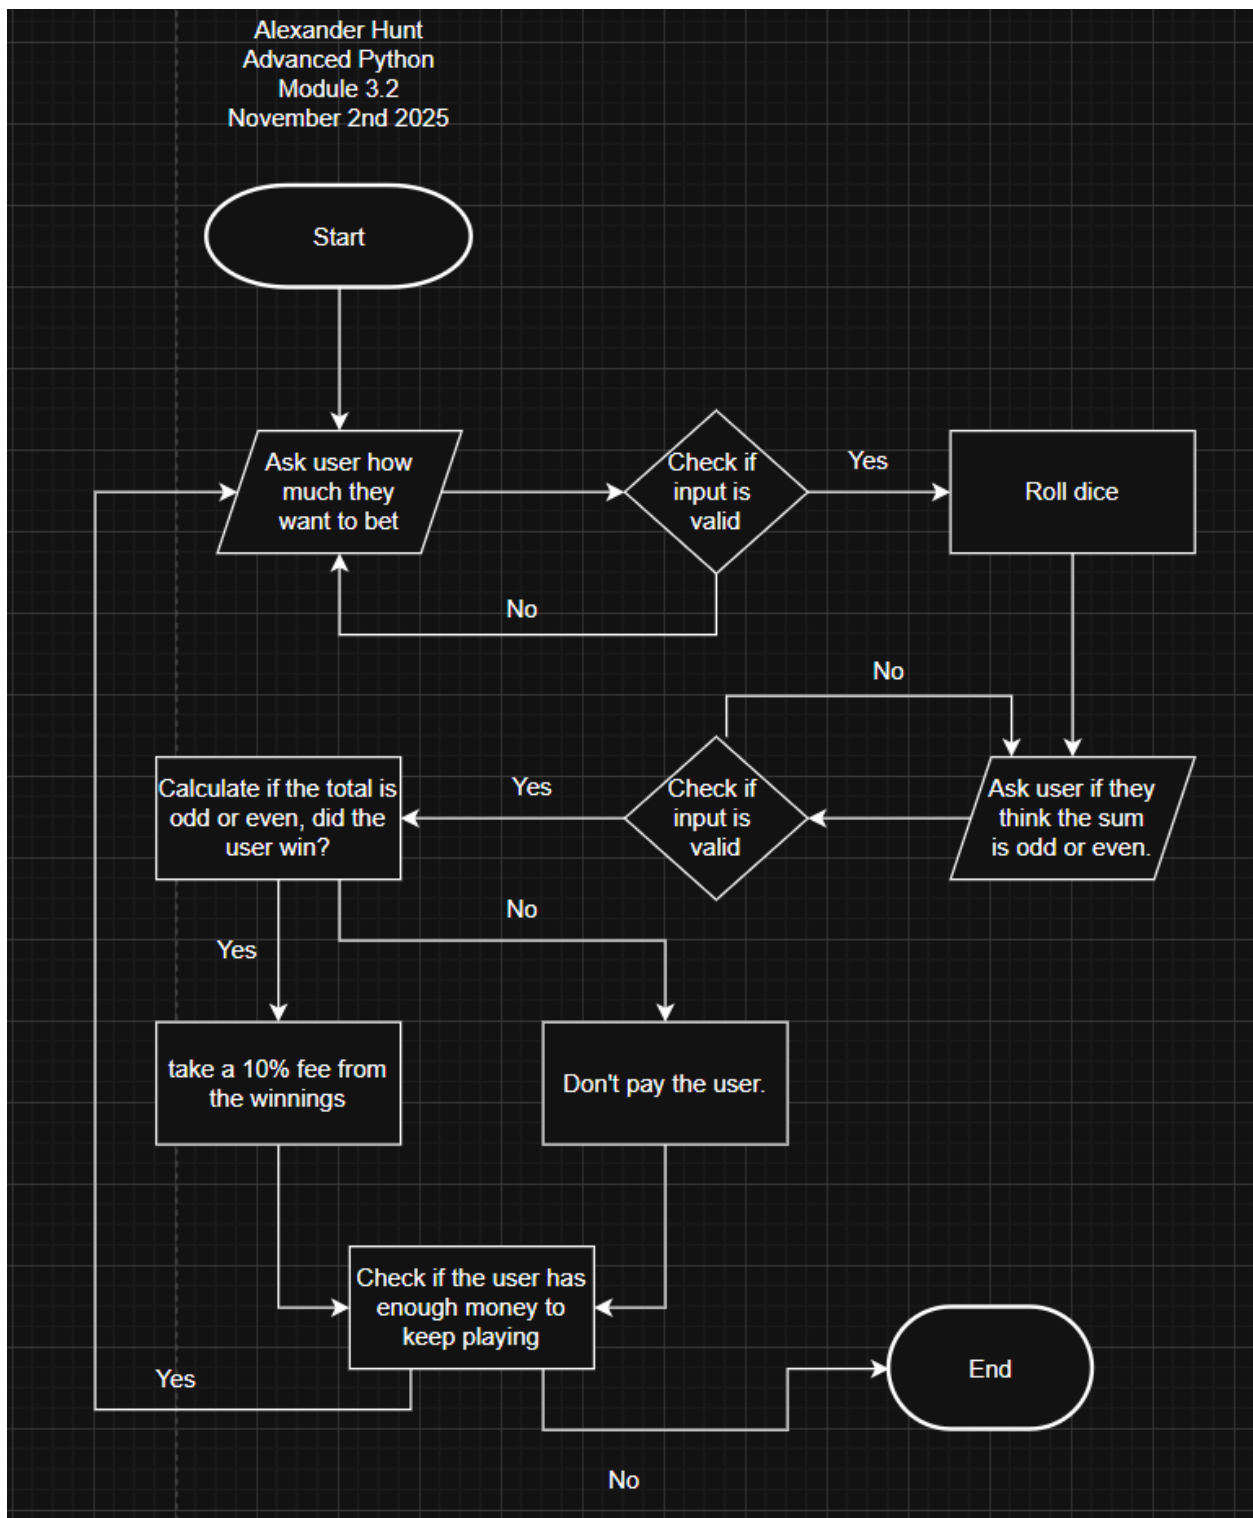 Alexander Hunt
Advanced Python
Module 3.2
November 2nd 2025
Start
Ask user how
much they
want to bet
Check if
input is
valid
Yes
Roll dice
No
No
Ask user if they
think the sum
is odd or even.
Check if
input is
valid
Yes
Calculate if the total is
odd or even, did the
user win?
No
Yes
take a 10% fee from
the winnings
Don't pay the user.
Check if the user has
enough money to
keep playing
Yes
End
No